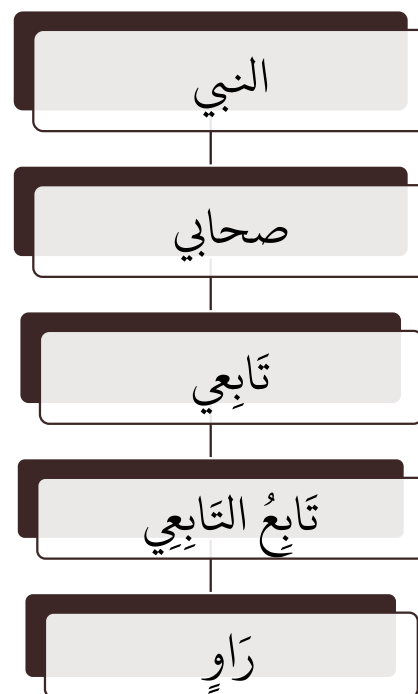 النبي
صحابي
تَابِعي
تَابِعُ التَابِعِي
رَاوٍ